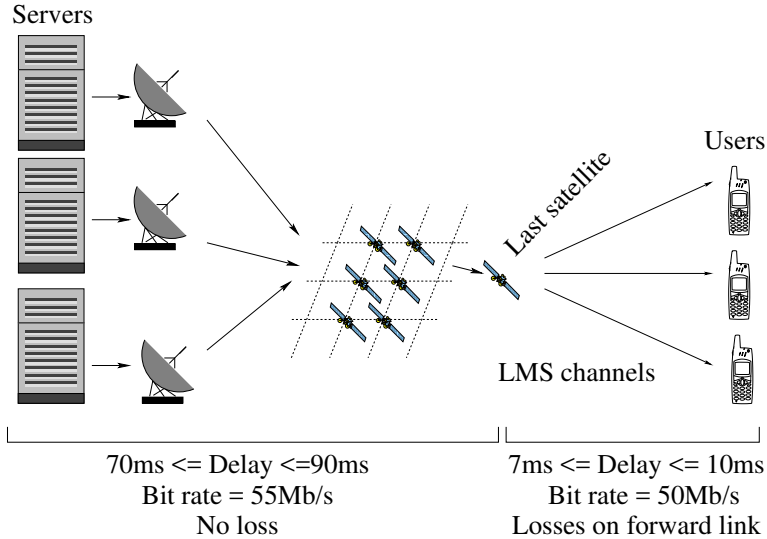 Servers
Users
Last satellite
LMS channels
70ms <= Delay <=90ms
Bit rate = 55Mb/s
No loss
7ms <= Delay <= 10ms
Bit rate = 50Mb/s
Losses on forward link